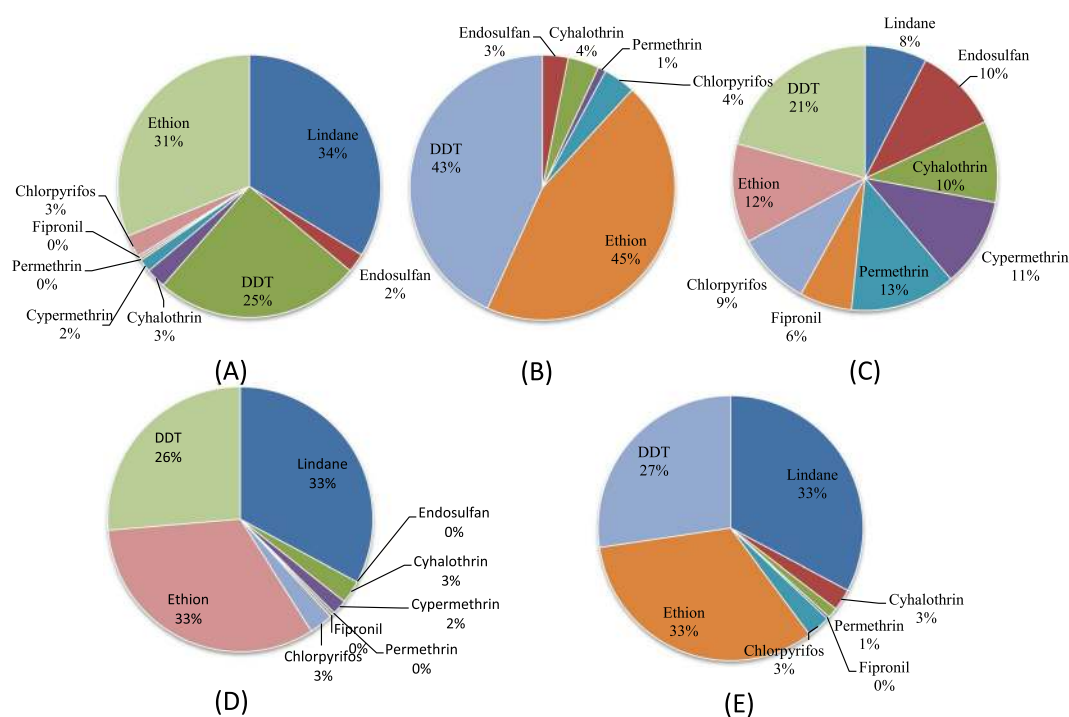 Ethion
31%
Lindane
34%
Chlorpyrifos
3%
Fipronil
0%
Permethrin
0%
Cypermethrin
2%
Cyhalothrin
3%
DDT
25%
Endosulfan
2%
(A)
Endosulfan
3%
Cyhalothrin
4%
Permethrin
1%
Chlorpyrifos
4%
DDT
43%
Ethion
45%
(B)
Lindane
8%
Endosulfan
10%
DDT
21%
Cyhalothrin
10%
Ethion
12%
Cypermethrin
11%
Permethrin
13%
Chlorpyrifos
9%
Fipronil
6%
(C)
DDT
26%
Lindane
33%
Endosulfan
0%
Cyhalothrin
3%
Cypermethrin
2%
Ethion
33%
Fipronil
0%
Permethrin
0%
Chlorpyrifos
3%
(D)
DDT
27%
Lindane
33%
Cyhalothrin
3%
Ethion
33%
Permethrin
1%
Chlorpyrifos
3%
Fipronil
0%
(E)